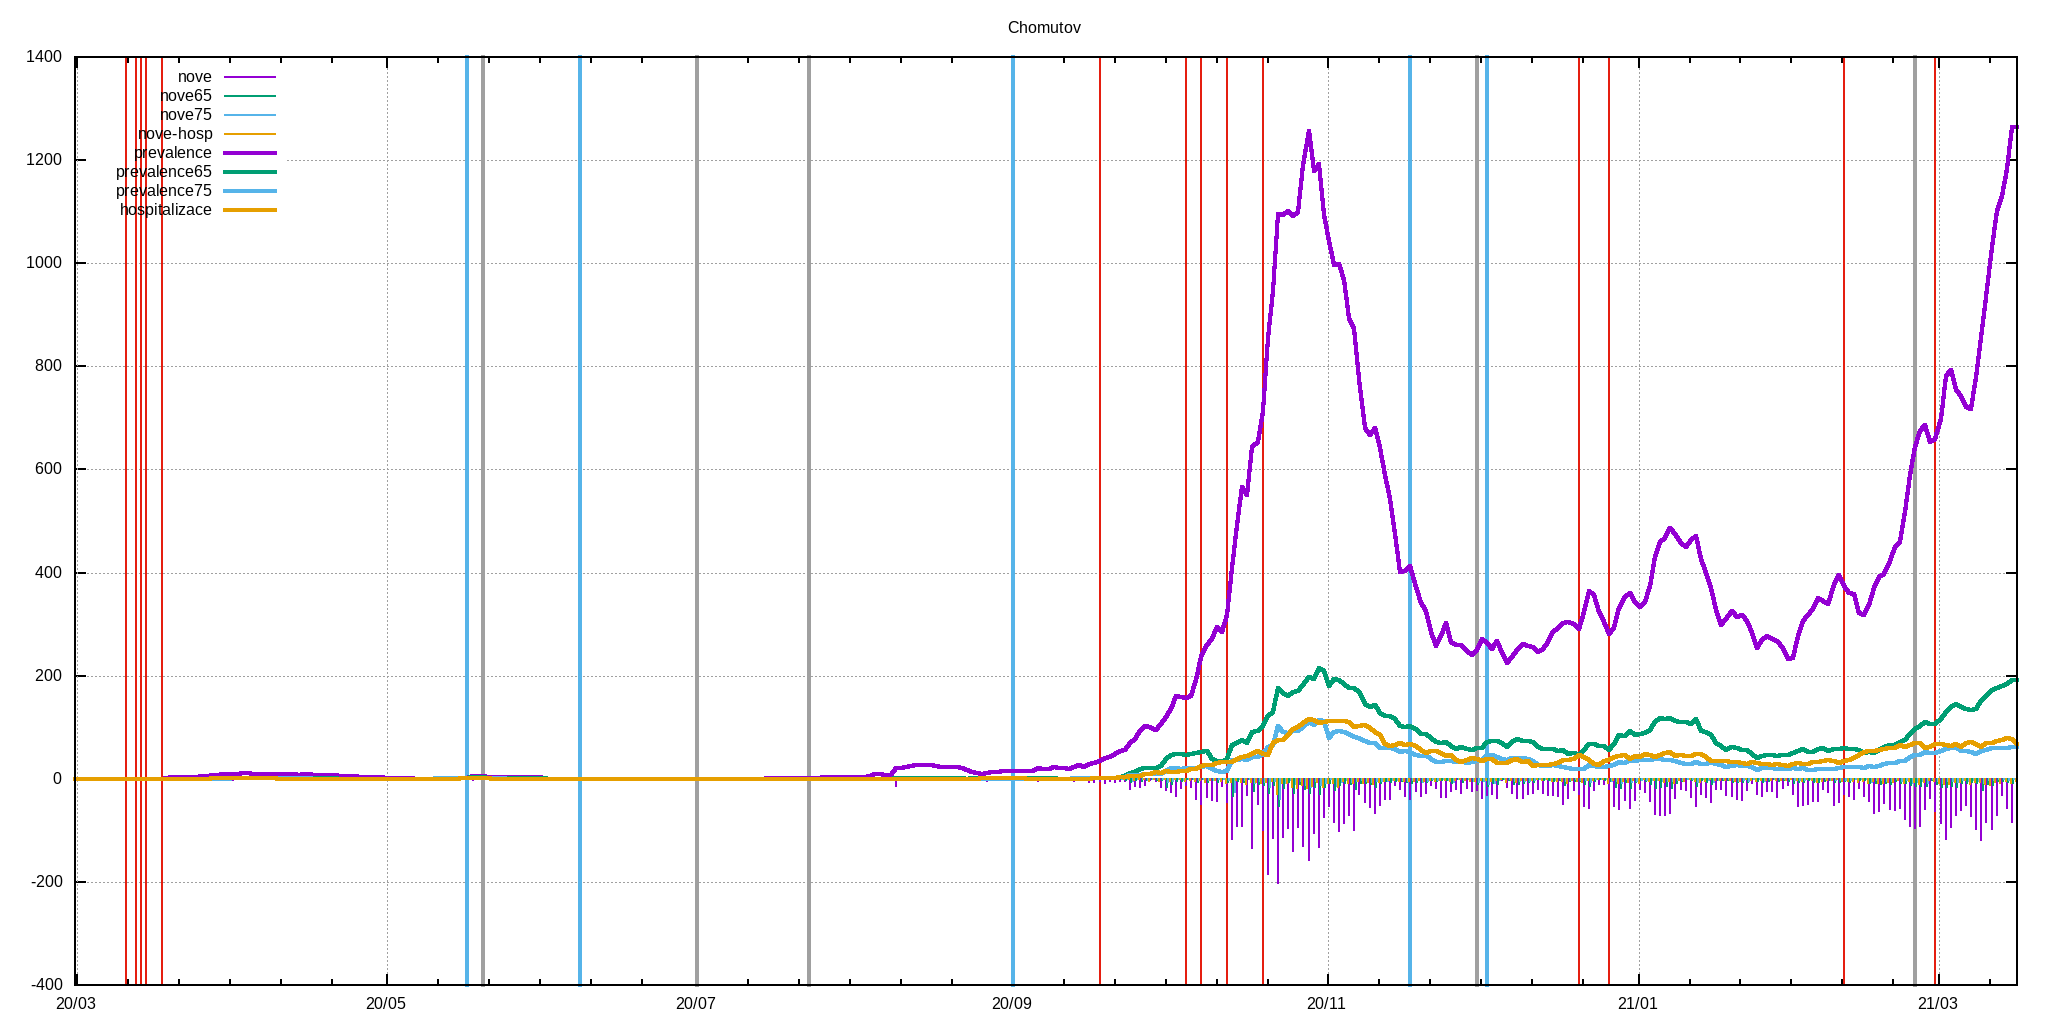 Chomutov
1400
1200
1000
800
600
400
200
0
-200
-400
nove
nove65
nove75
nove-hosp
prevalence
prevalence65
prevalence75
hospitalizace
20/03 20/05 20/07 20/09 20/11 21/01 21/03